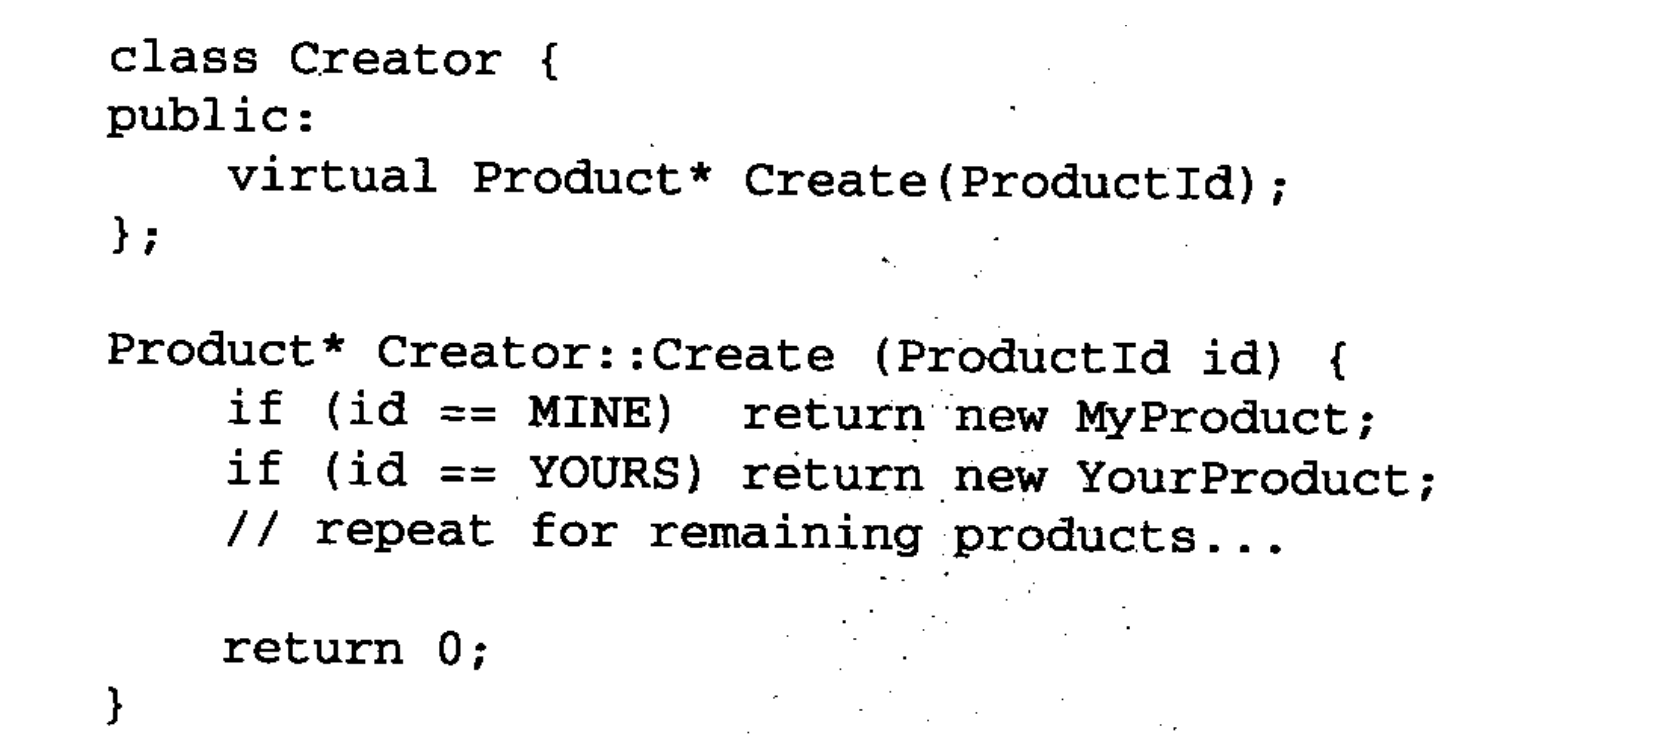 class Creator {
public:
    virtual Product* Create(ProductId);
};

Product* Creator::Create (ProductId id) {
    if (id == MINE)  return new MyProduct;
    if (id == YOURS) return new YourProduct;
    // repeat for remaining products...

    return 0;
}